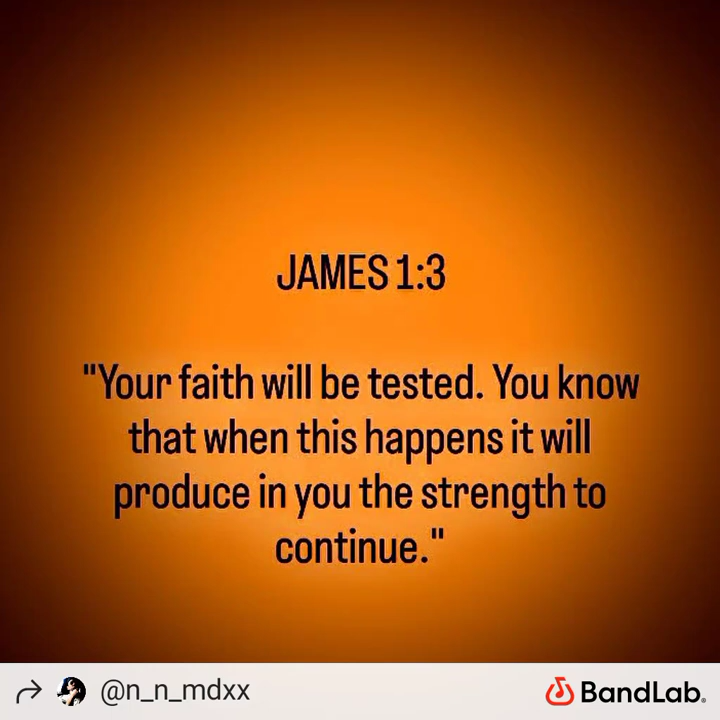 JAMES 1:3
"Your faith will be tested. You know
that when this happens it will
produce in you the strength to
continue."
@n_n_mdxx
BandLab.